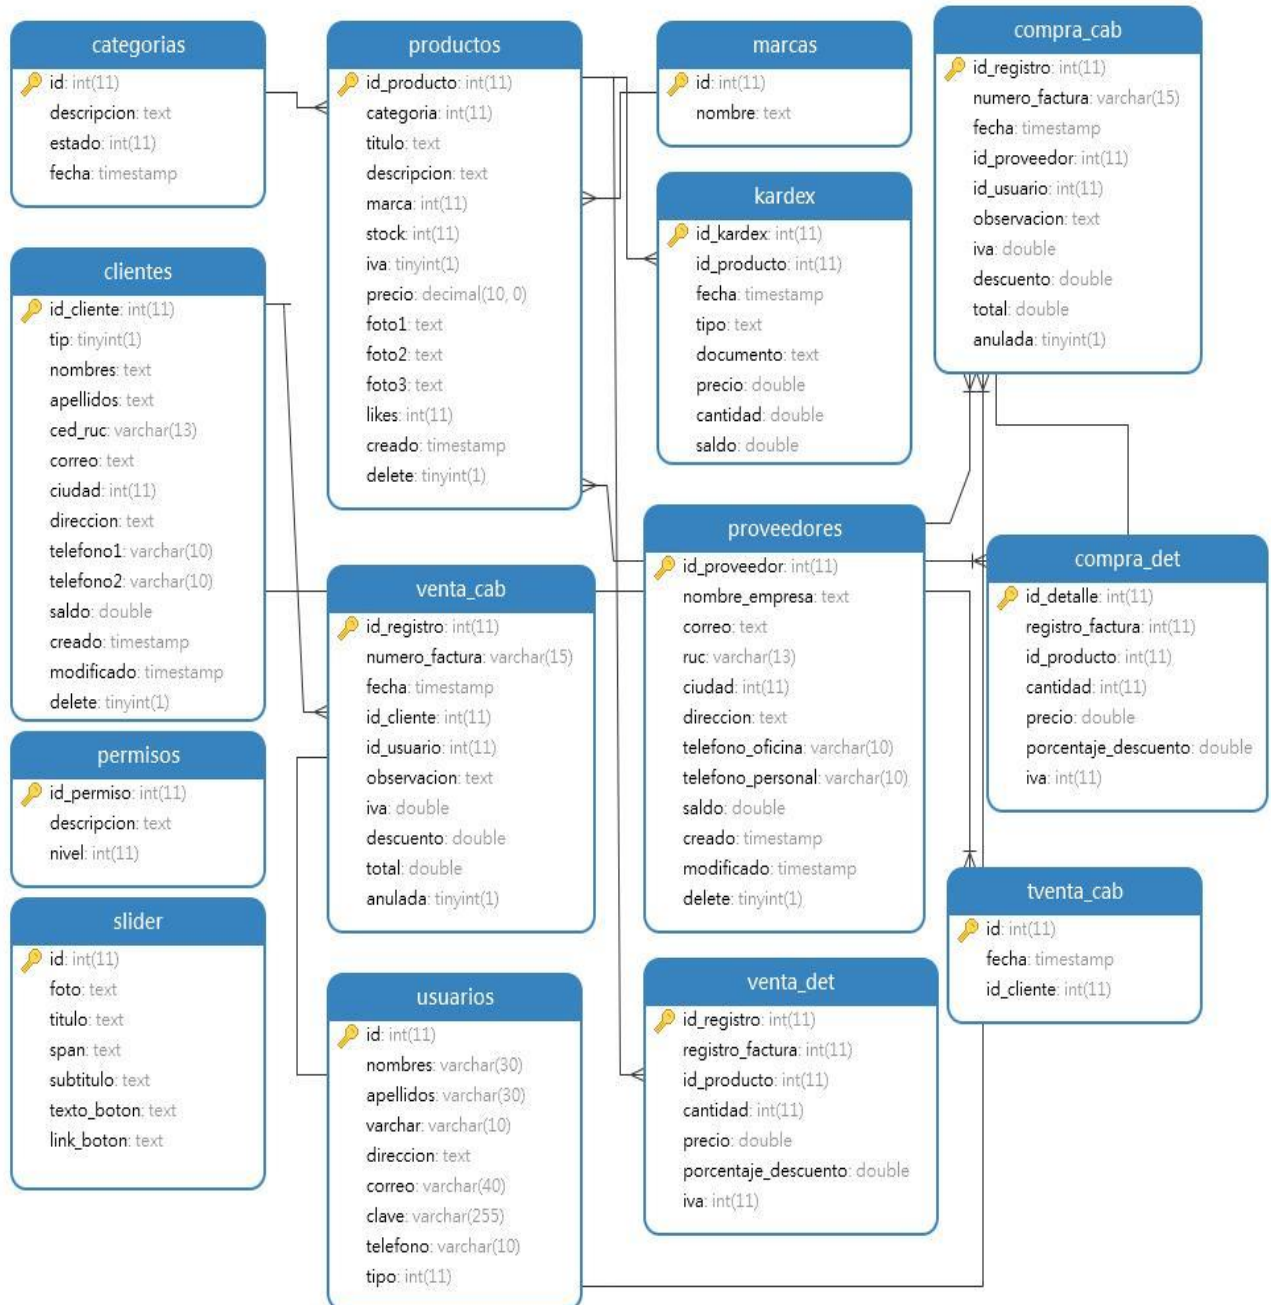 categorias
id: int(11)
descripcion: text
estado: int(11)
fecha: timestamp
productos
id_producto: int(11)
categoria: int(11)
titulo: text
descripcion: text
marca: int(11)
stock: int(11)
iva: tinyint(1)
precio: decimal(10, 0)
foto1: text
foto2: text
foto3: text
likes: int(11)
creado: timestamp
delete: tinyint(1)
marcas
id: int(11)
nombre: text
compra_cab
id_registro: int(11)
numero_factura: varchar(15)
fecha: timestamp
id_proveedor: int(11)
id_usuario: int(11)
observacion: text
iva: double
descuento: double
total: double
anulada: tinyint(1)
kardex
id_kardex: int(11)
id_producto: int(11)
fecha: timestamp
tipo: text
documento: text
precio: double
cantidad: double
saldo: double
clientes
id_cliente: int(11)
tip: tinyint(1)
nombres: text
apellidos: text
ced_ruc: varchar(13)
correo: text
ciudad: int(11)
direccion: text
telefono1: varchar(10)
telefono2: varchar(10)
saldo: double
creado: timestamp
modificado: timestamp
delete: tinyint(1)
venta_cab
id_registro: int(11)
numero_factura: varchar(15)
fecha: timestamp
id_cliente: int(11)
id_usuario: int(11)
observacion: text
iva: double
descuento: double
total: double
anulada: tinyint(1)
proveedores
id_proveedor: int(11)
nombre_empresa: text
correo: text
ruc: varchar(13)
ciudad: int(11)
direccion: text
telefono_oficina: varchar(10)
telefono_personal: varchar(10)
saldo: double
creado: timestamp
modificado: timestamp
delete: tinyint(1)
compra_det
id_detalle: int(11)
registro_factura: int(11)
id_producto: int(11)
cantidad: int(11)
precio: double
porcentaje_descuento: double
iva: int(11)
permisos
id_permiso: int(11)
descripcion: text
nivel: int(11)
slider
id: int(11)
foto: text
titulo: text
span: text
subtitulo: text
texto_boton: text
link_boton: text
usuarios
id: int(11)
nombres: varchar(30)
apellidos: varchar(30)
varchar: varchar(10)
direccion: text
correo: varchar(40)
clave: varchar(255)
telefono: varchar(10)
tipo: int(11)
venta_det
id_registro: int(11)
registro_factura: int(11)
id_producto: int(11)
cantidad: int(11)
precio: double
porcentaje_descuento: double
iva: int(11)
tventa_cab
id: int(11)
fecha: timestamp
id_cliente: int(11)